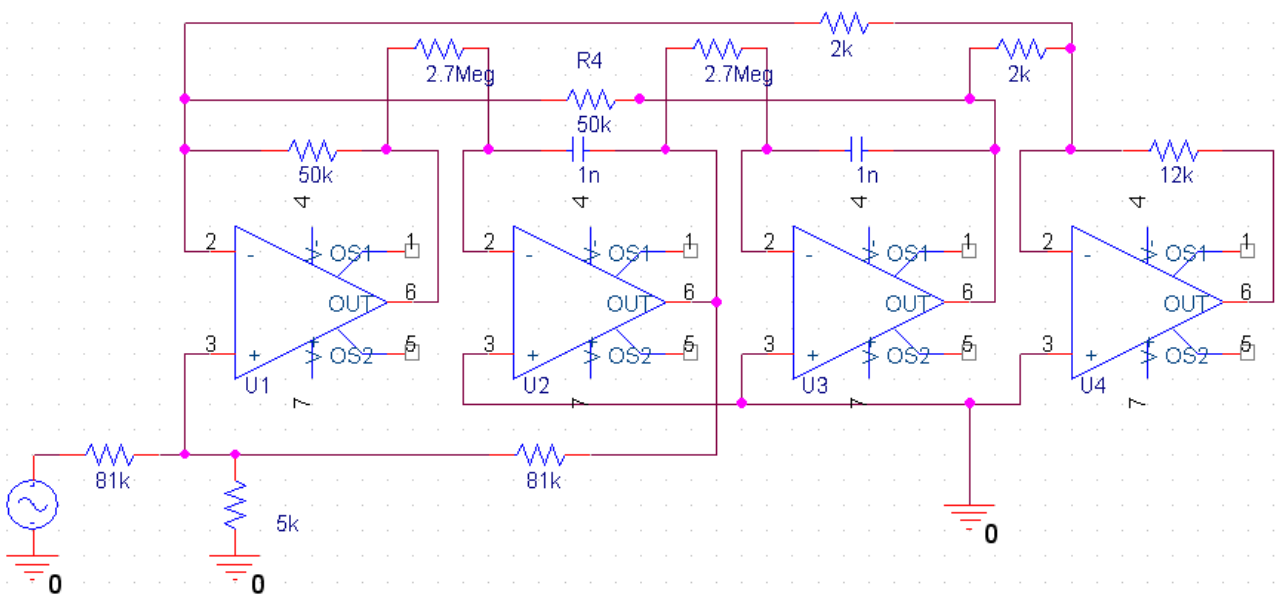 2k
2.7Meg
R4
2.7Meg
2k
50k
50k
1n
1n
12k
4
4
4
4
2
-
V-
OS1
1
2
-
V-
OS1
1
2
-
V-
OS1
1
2
-
V-
OS1
1
OUT
6
OUT
6
OUT
6
OUT
6
3
+
V+
OS2
5
3
+
V+
OS2
5
3
+
V+
OS2
5
3
+
V+
OS2
5
U1
U2
U3
U4
7
7
7
7
81k
81k
5k
0
0
0